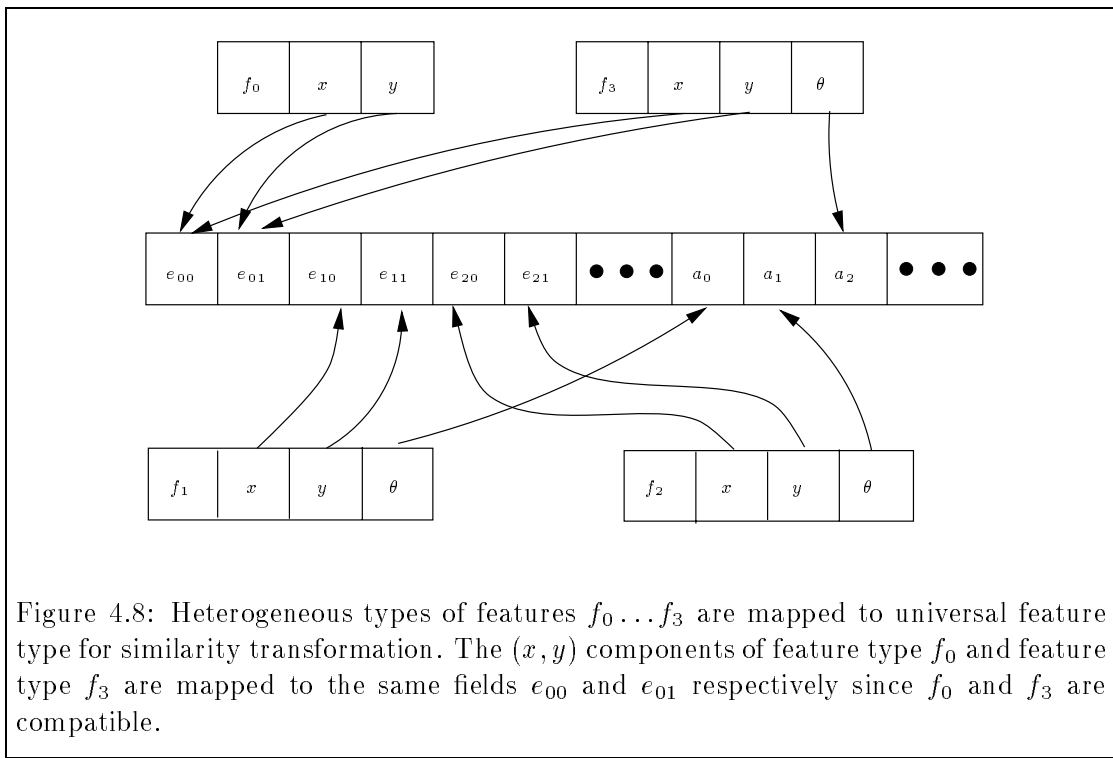 f₀ x y
f₃ x y θ
e₀₀ e₀₁ e₁₀ e₁₁ e₂₀ e₂₁ ● ● ● a₀ a₁ a₂ ● ● ●
f₁ x y θ
f₂ x y θ
Figure 4.8: Heterogeneous types of features f₀...f₃ are mapped to universal feature
type for similarity transformation. The (x, y) components of feature type f₀ and feature
type f₃ are mapped to the same fields e₀₀ and e₀₁ respectively since f₀ and f₃ are
compatible.